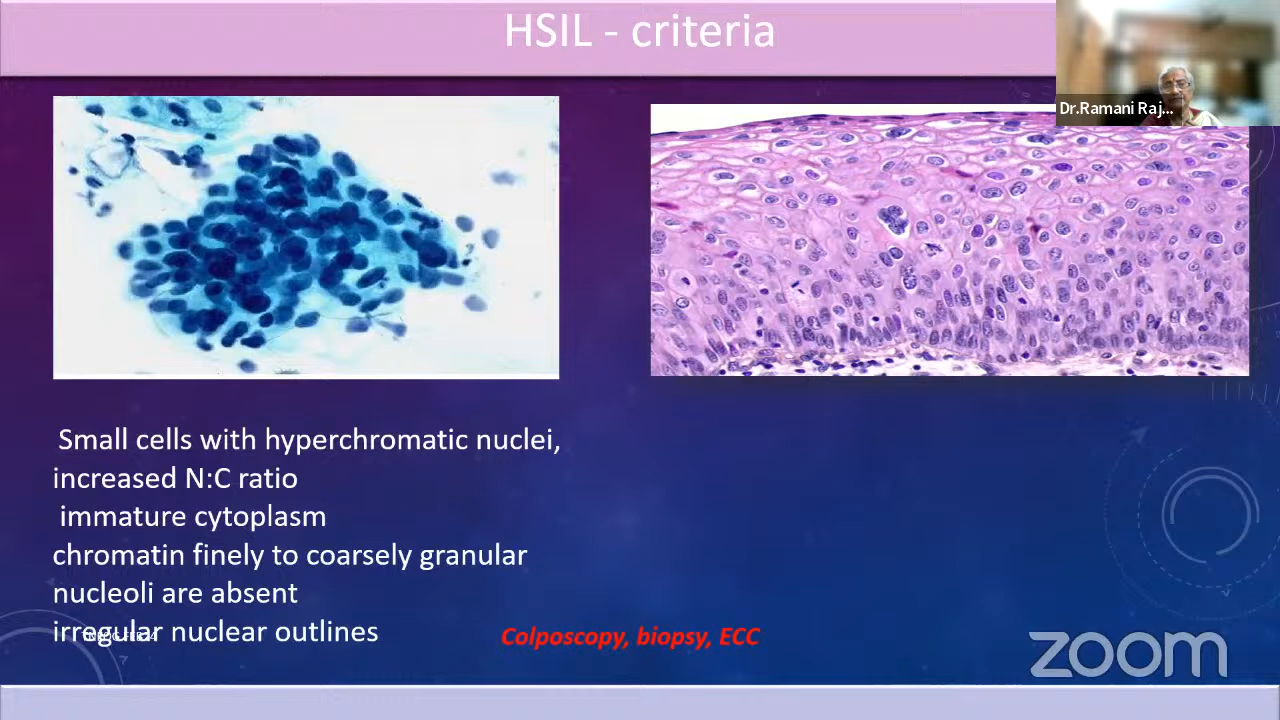 HSIL - criteria
Dr.Ramani Raj...
Small cells with hyperchromatic nuclei,
increased N:C ratio
immature cytoplasm
chromatin finely to coarsely granular
nucleoli are absent
irregular nuclear outlines
Colposcopy, biopsy, ECC
zoom